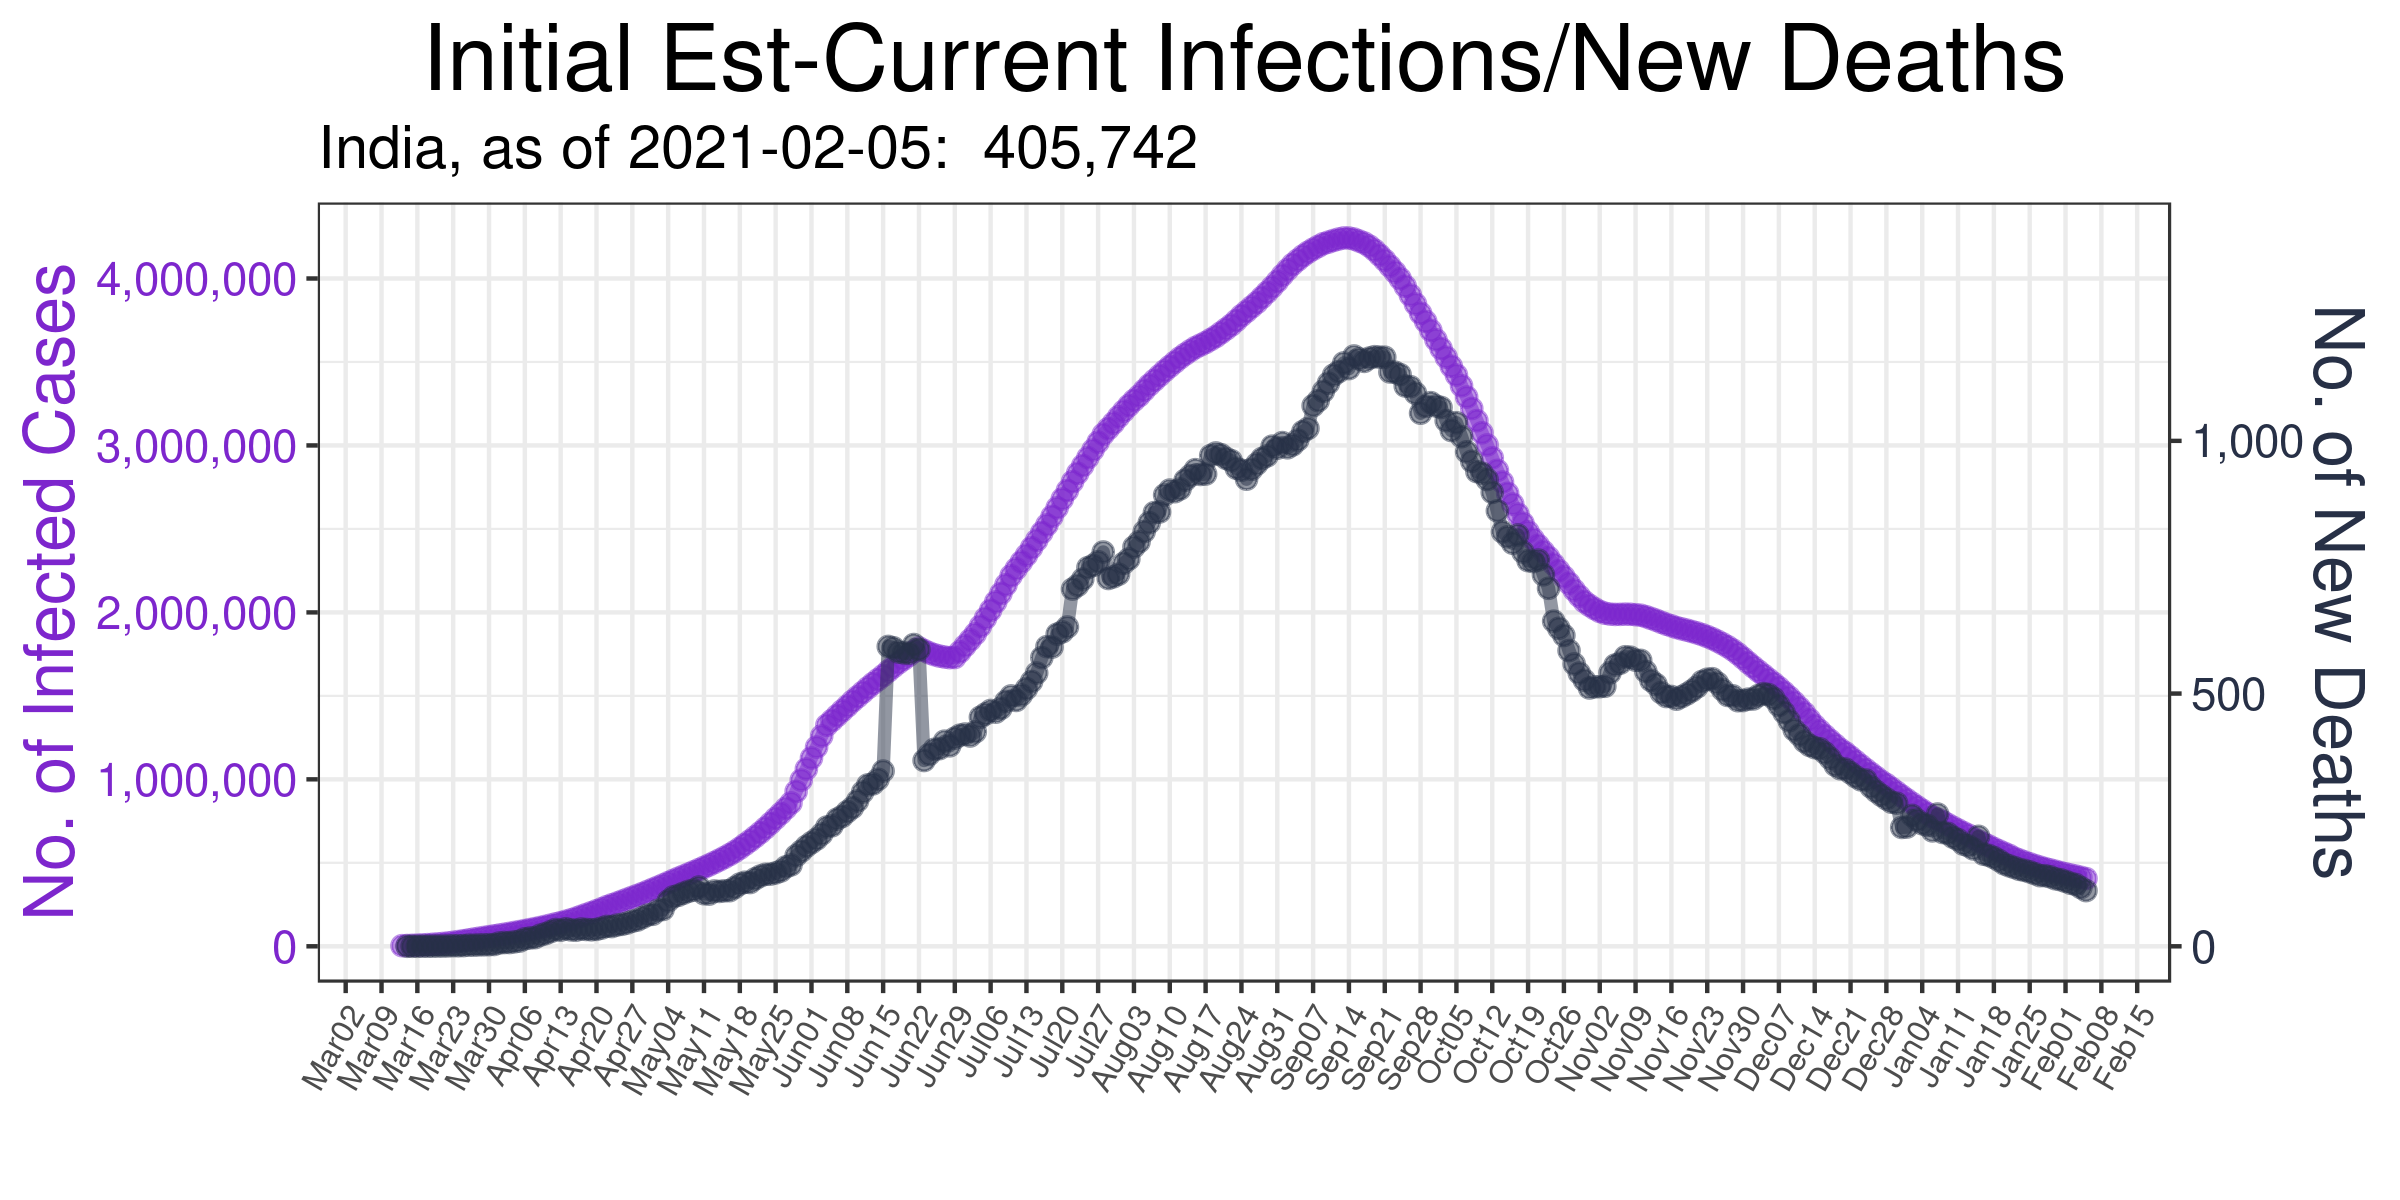 Initial Est-Current Infections/New Deaths
India, as of 2021-02-05:  405,742
No. of Infected Cases
4,000,000
3,000,000
2,000,000
1,000,000
0
No. of New Deaths
1,000
500
0
Mar02
Mar09
Mar16
Mar23
Mar30
Apr06
Apr13
Apr20
Apr27
May04
May11
May18
May25
Jun01
Jun08
Jun15
Jun22
Jun29
Jul06
Jul13
Jul20
Jul27
Aug03
Aug10
Aug17
Aug24
Aug31
Sep07
Sep14
Sep21
Sep28
Oct05
Oct12
Oct19
Oct26
Nov02
Nov09
Nov16
Nov23
Nov30
Dec07
Dec14
Dec21
Dec28
Jan04
Jan11
Jan18
Jan25
Feb01
Feb08
Feb15